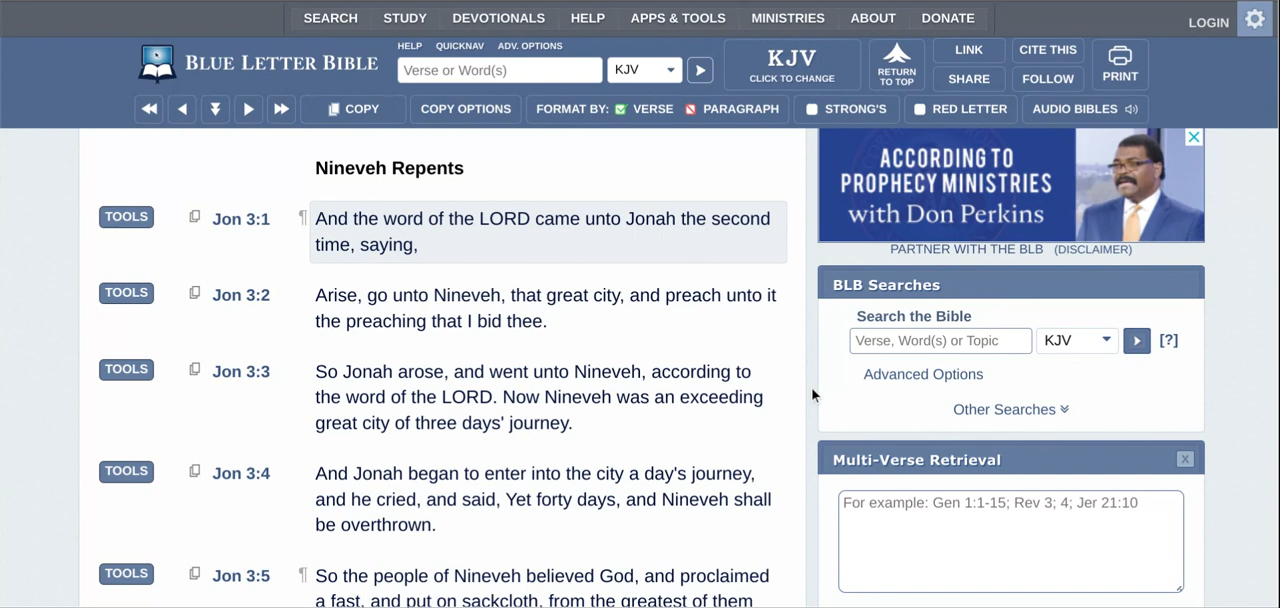 SEARCH STUDY DEVOTIONALS HELP APPS & TOOLS MINISTRIES ABOUT DONATE LOGIN
BLUE LETTER BIBLE
HELP QUICKNAV ADV. OPTIONS
Verse or Word(s) KJV
KJV
CLICK TO CHANGE
RETURN
TO TOP
LINK CITE THIS
SHARE FOLLOW
PRINT
COPY COPY OPTIONS FORMAT BY: VERSE PARAGRAPH STRONG'S RED LETTER AUDIO BIBLES
Nineveh Repents
TOOLS Jon 3:1 ¶ And the word of the LORD came unto Jonah the second
time, saying,
TOOLS Jon 3:2 Arise, go unto Nineveh, that great city, and preach unto it
the preaching that I bid thee.
TOOLS Jon 3:3 So Jonah arose, and went unto Nineveh, according to
the word of the LORD. Now Nineveh was an exceeding
great city of three days' journey.
TOOLS Jon 3:4 And Jonah began to enter into the city a day's journey,
and he cried, and said, Yet forty days, and Nineveh shall
be overthrown.
TOOLS Jon 3:5 ¶ So the people of Nineveh believed God, and proclaimed
a fast, and put on sackcloth, from the greatest of them
ACCORDING TO
PROPHECY MINISTRIES
with Don Perkins
PARTNER WITH THE BLB (DISCLAIMER)
BLB Searches
Search the Bible
Verse, Word(s) or Topic KJV [?]
Advanced Options
Other Searches
Multi-Verse Retrieval X
For example: Gen 1:1-15; Rev 3; 4; Jer 21:10